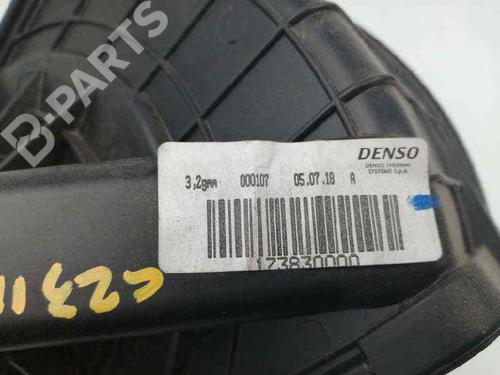 B-PARTS
DENSO
DENSO THERMAL
SYSTEMS S.p.A.
3,2gmm 000107 05.07.18 A
173830000